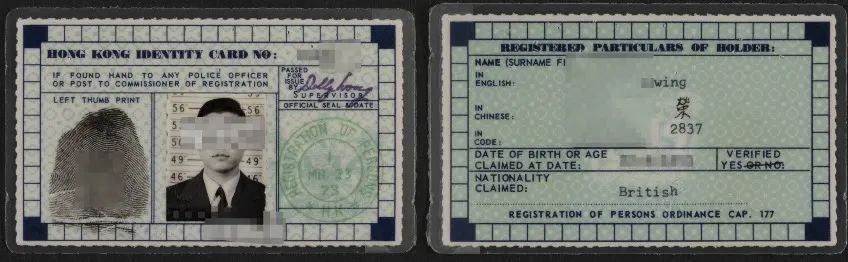 HONG KONG IDENTITY CARD NO:
IF FOUND HAND TO ANY POLICE OFFICER
OR POST TO COMMISSIONER OF REGISTRATION
PASSED
FOR
ISSUE
BY
SUPERVISOR
LEFT THUMB PRINT
OFFICIAL SEAL & DATE
56
56
55
50
49
49
46
46
REGISTRATION OF PERSONS
MR 23
73
★ H.K. ★
REGISTERED PARTICULARS OF HOLDER:
NAME (SURNAME FI
IN
ENGLISH:
wing
IN
CHINESE:
榮
2837
IN
CODE:
DATE OF BIRTH OR AGE
CLAIMED AT DATE:
VERIFIED
YES OR NO:
NATIONALITY
CLAIMED:
British
REGISTRATION OF PERSONS ORDINANCE CAP. 177